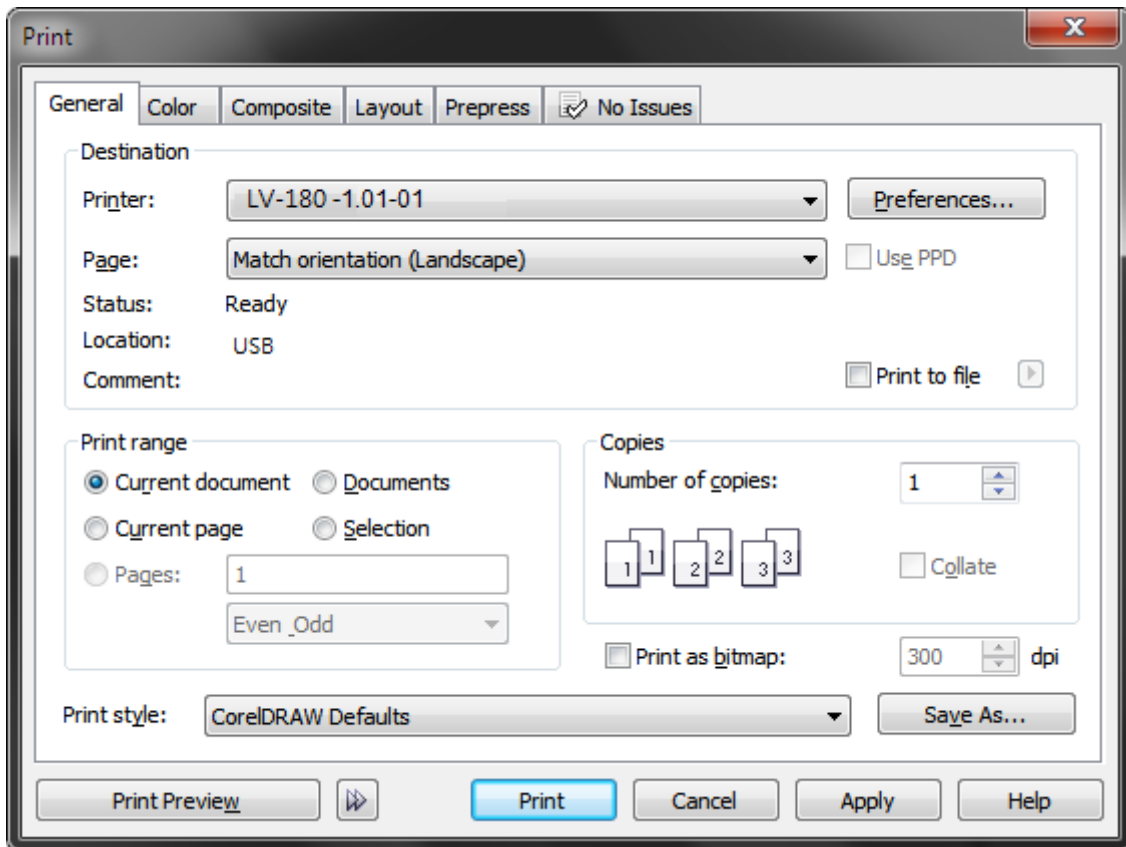 Print
General Color Composite Layout Prepress No Issues
Destination
Printer: LV-180 -1.01-01 Preferences...
Page: Match orientation (Landscape) Use PPD
Status: Ready
Location: USB
Comment: Print to file
Print range
Current document Documents
Current page Selection
Pages: 1
Even _Odd
Copies
Number of copies: 1
1 1 2 2 3 3 Collate
Print as bitmap: 300 dpi
Print style: CorelDRAW Defaults Save As...
Print Preview Print Cancel Apply Help